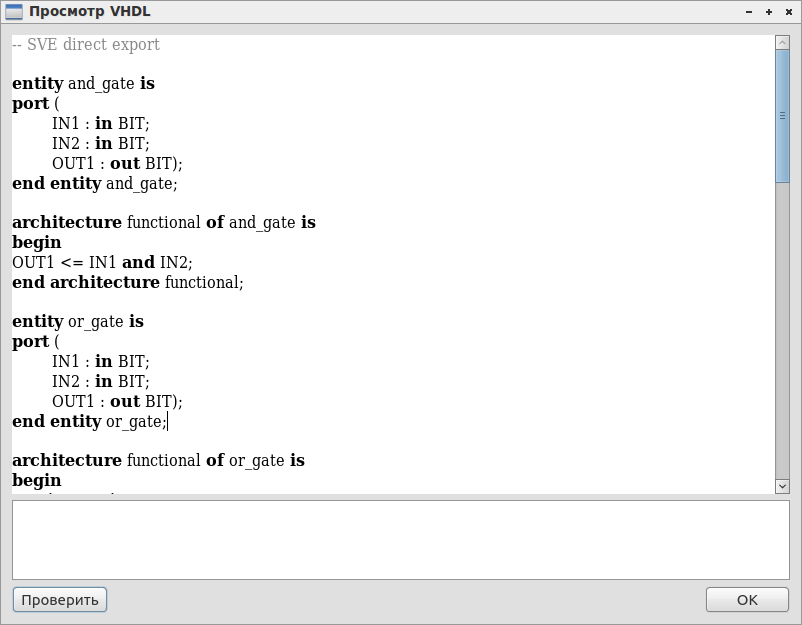 Просмотр VHDL
-- SVE direct export
entity and_gate is
port (
IN1 : in BIT;
IN2 : in BIT;
OUT1 : out BIT);
end entity and_gate;
architecture functional of and_gate is
begin
OUT1 <= IN1 and IN2;
end architecture functional;
entity or_gate is
port (
IN1 : in BIT;
IN2 : in BIT;
OUT1 : out BIT);
end entity or_gate;
architecture functional of or_gate is
begin
Проверить
OK